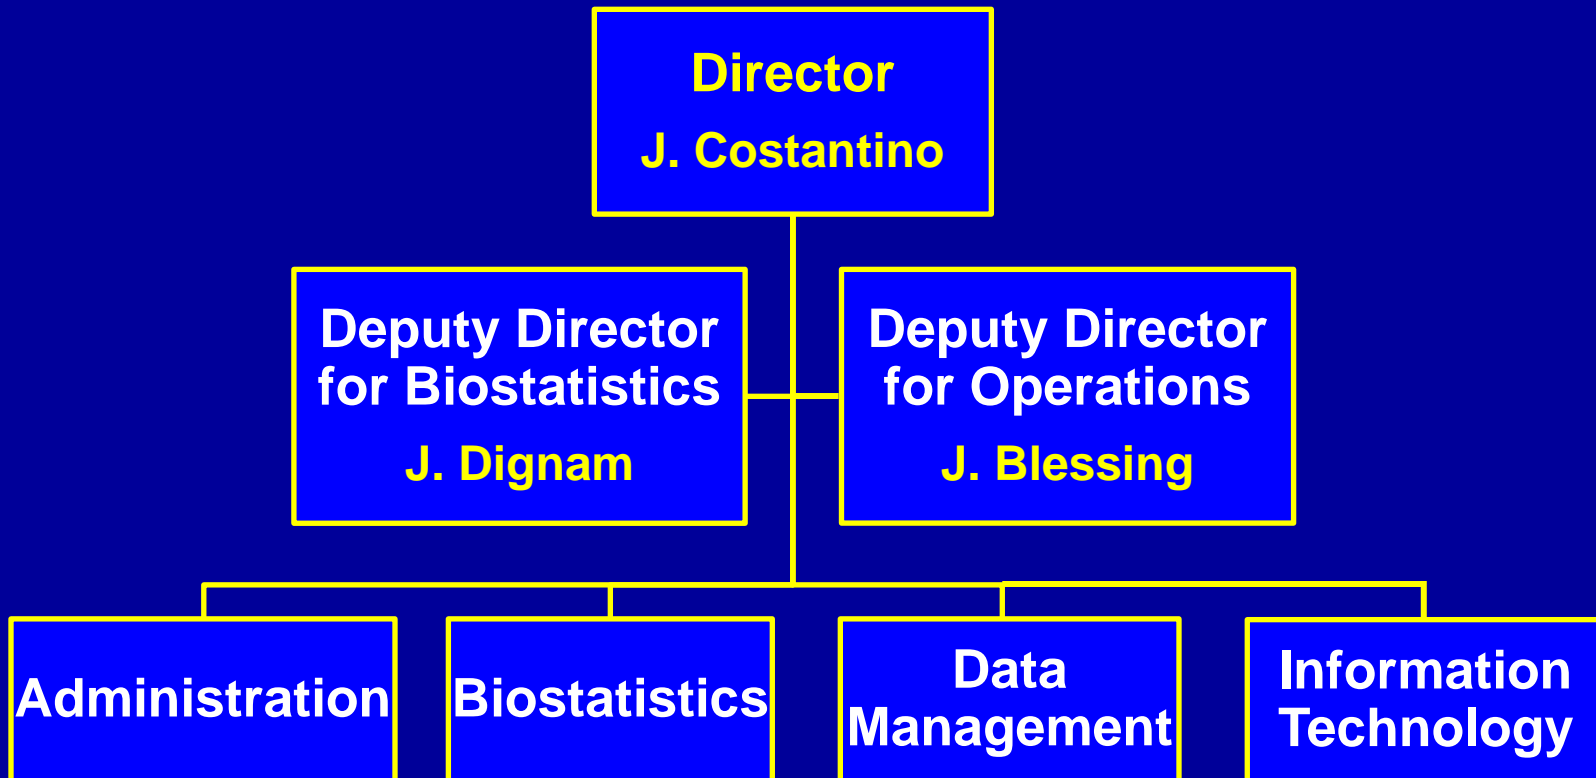 Director
J. Costantino
Deputy Director
for Biostatistics
J. Dignam
Deputy Director
for Operations
J. Blessing
Administration
Biostatistics
Data
Management
Information
Technology